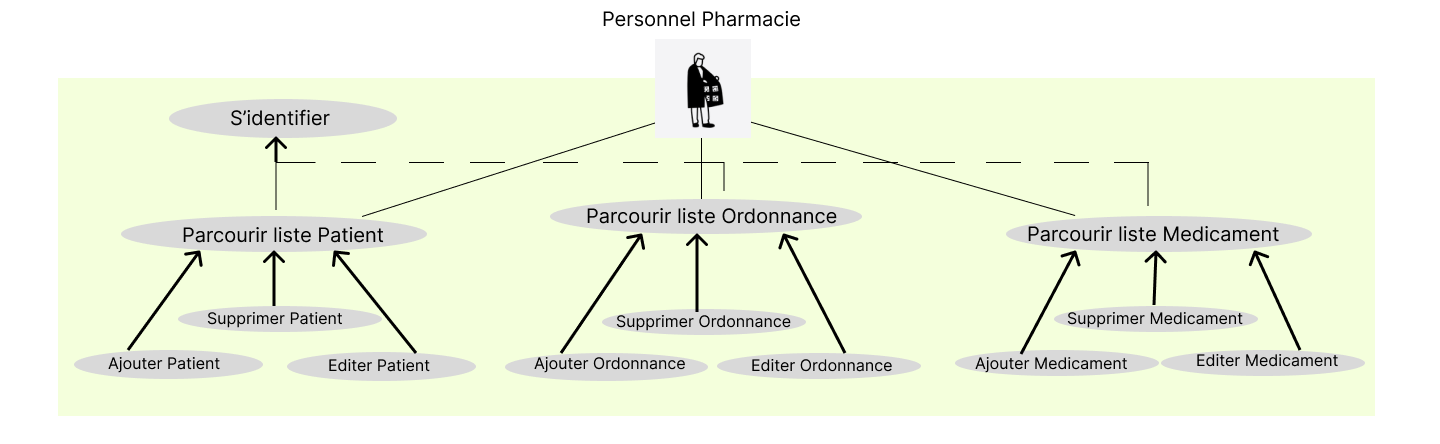 Personnel Pharmacie
S’identifier
Parcourir liste Patient
Parcourir liste Ordonnance
Parcourir liste Medicament
Supprimer Patient
Supprimer Ordonnance
Supprimer Medicament
Ajouter Patient
Editer Patient
Ajouter Ordonnance
Editer Ordonnance
Ajouter Medicament
Editer Medicament